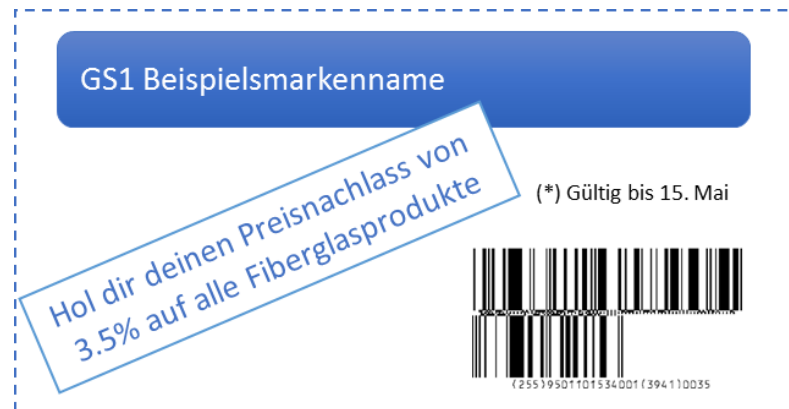 GS1 Beispielsmarkenname
Hol dir deinen Preisnachlass von
3.5% auf alle Fiberglasprodukte
(*) Gültig bis 15. Mai
(255)9501101534001(3941)0035